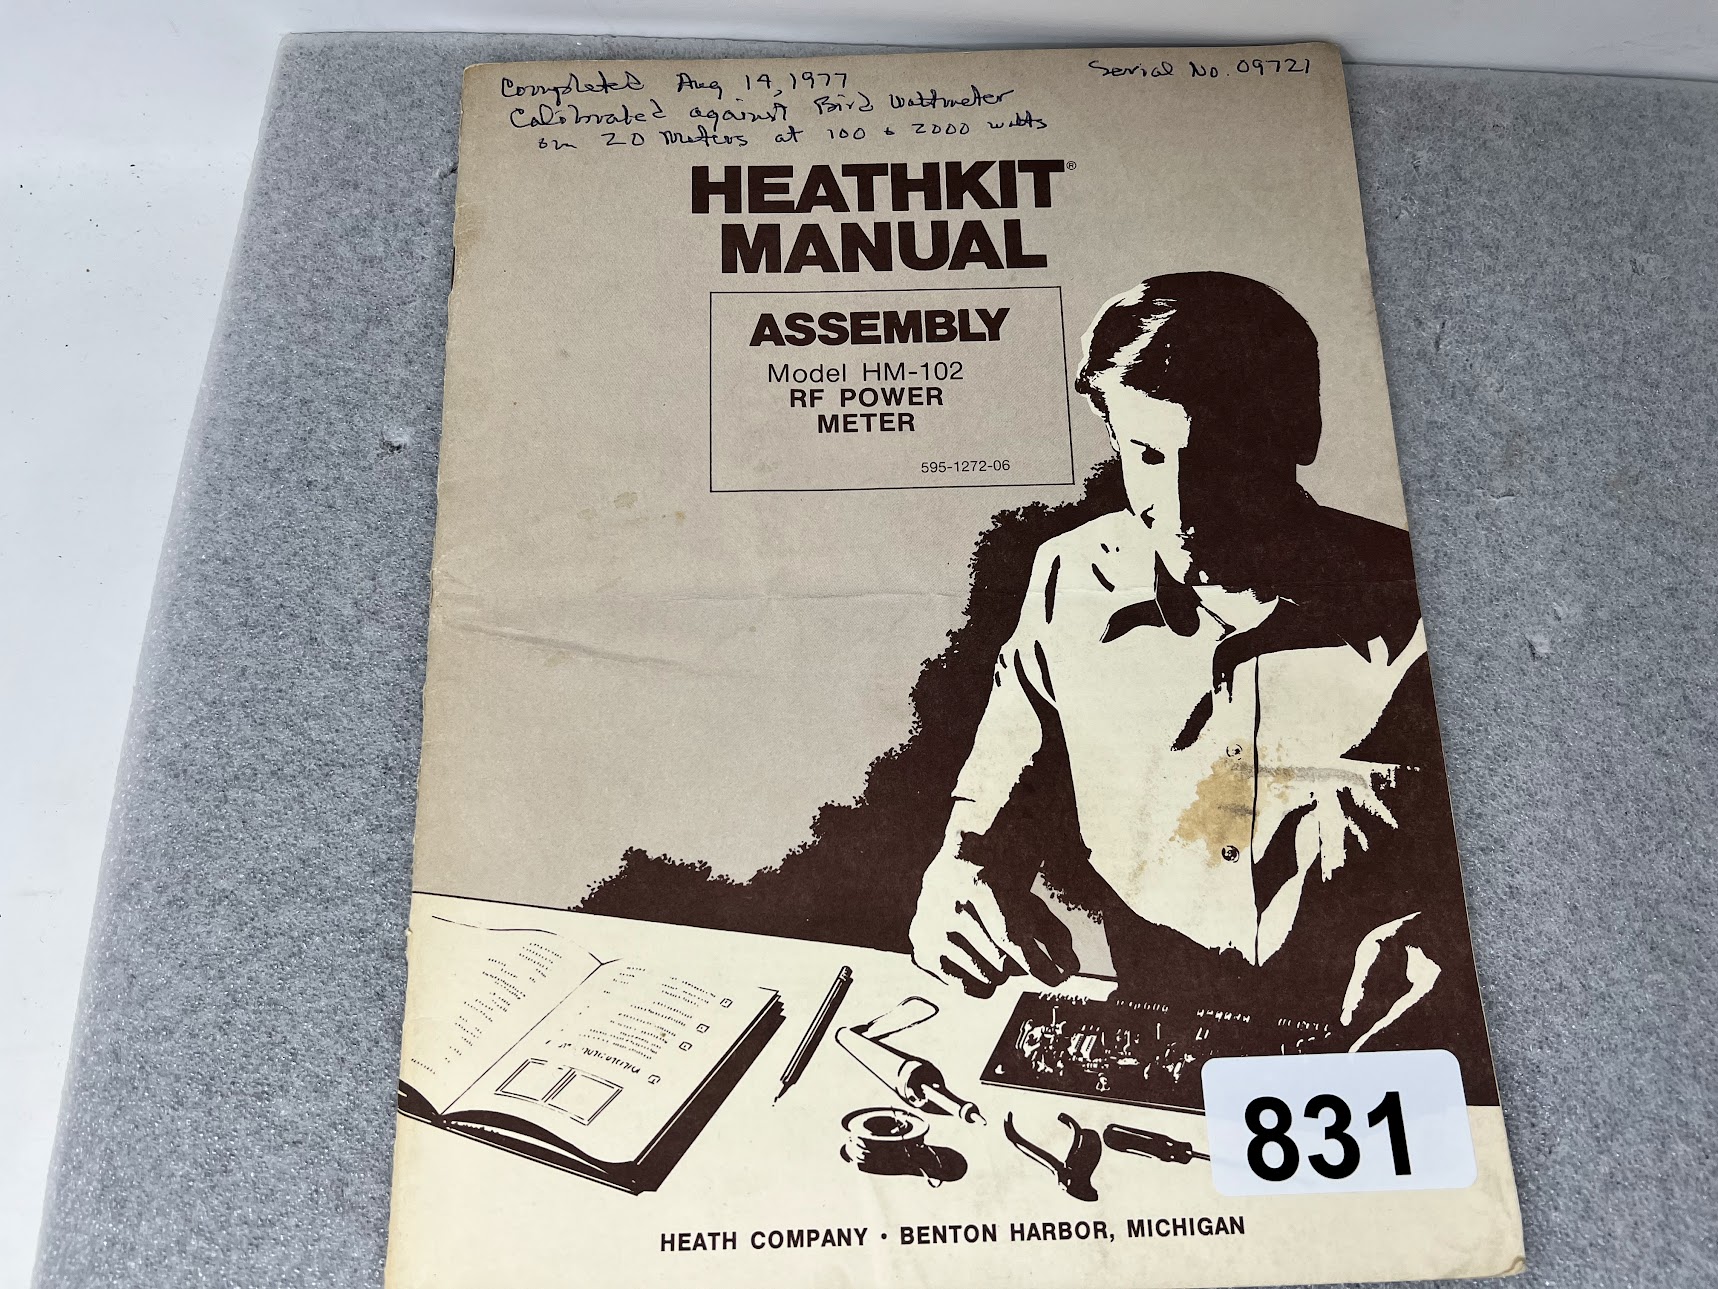 Completed Aug 14, 1977
Serial No. 09721
Calibrated against Bird Wattmeter
on 20 Meters at 100 & 2000 watts
HEATHKIT®
MANUAL
ASSEMBLY
Model HM-102
RF POWER
METER
595-1272-06
831
HEATH COMPANY • BENTON HARBOR, MICHIGAN